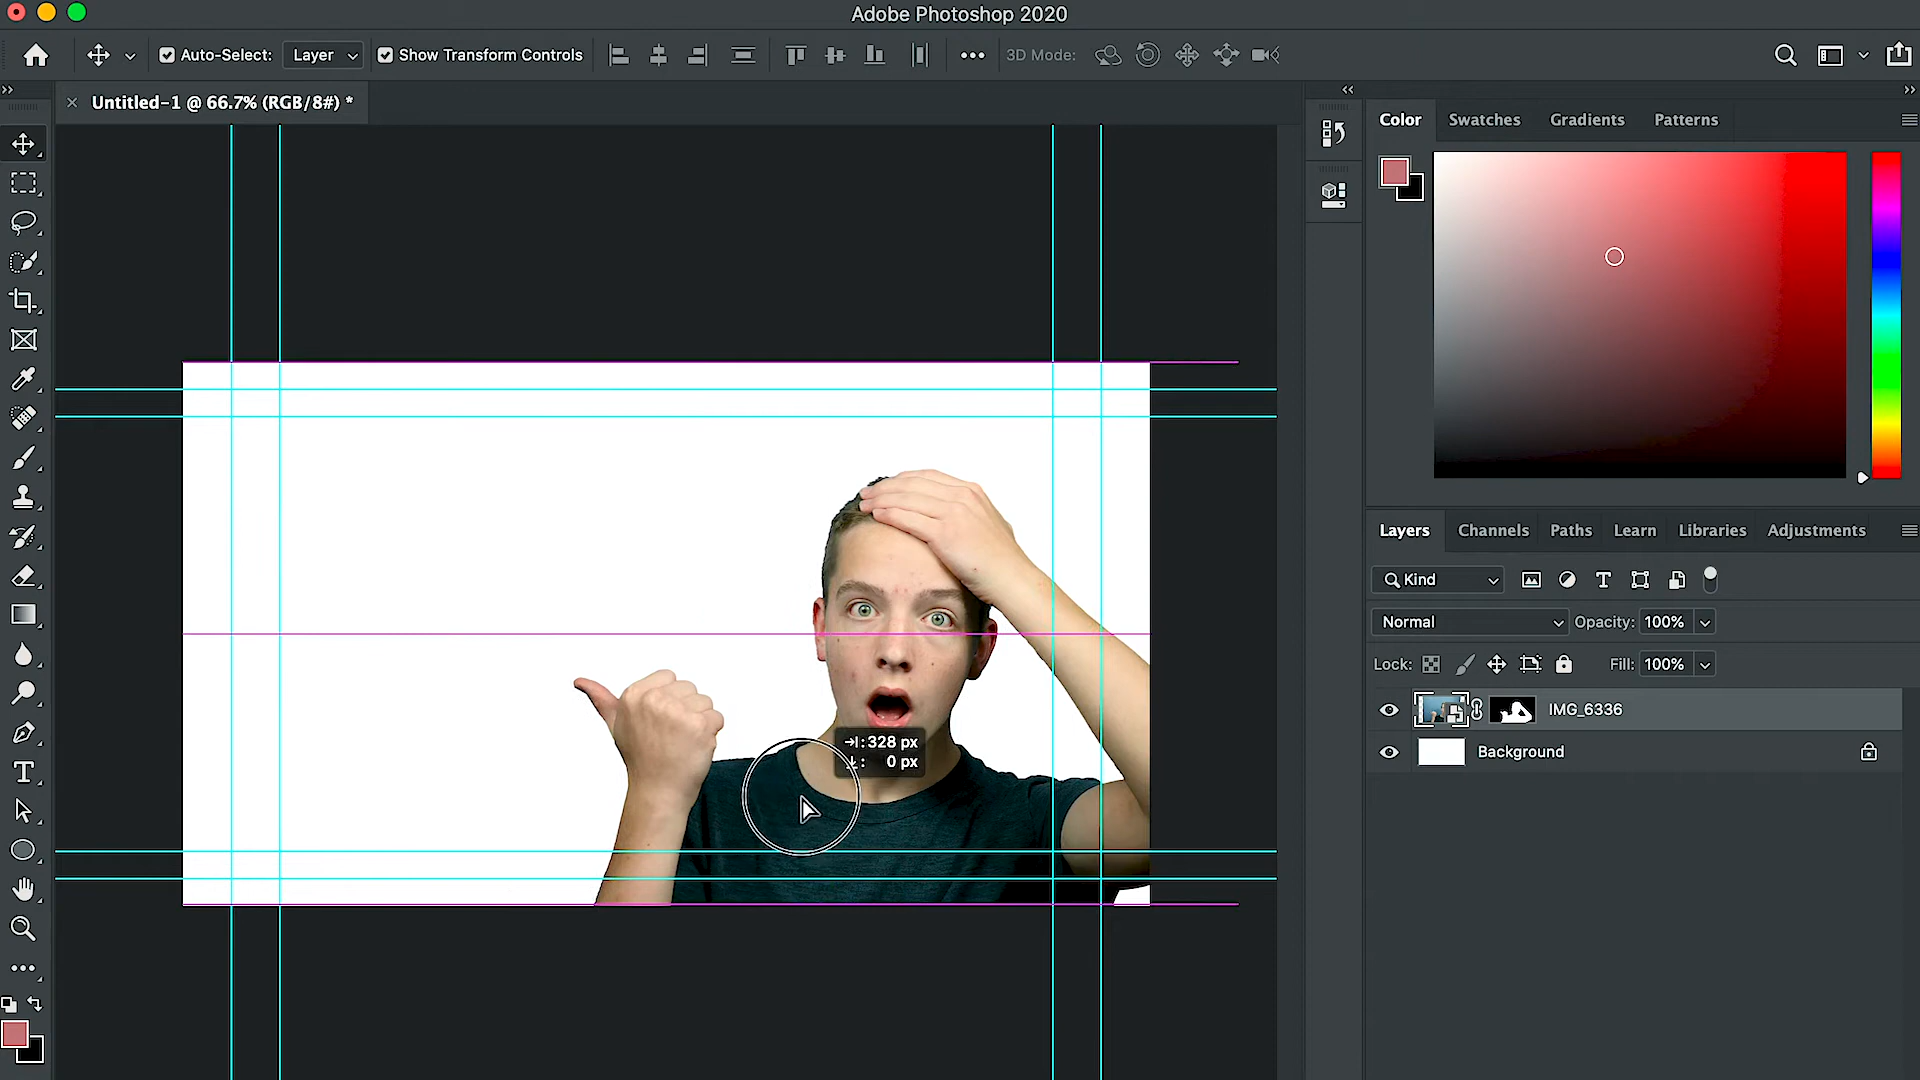 Adobe Photoshop 2020
Auto-Select: Layer Show Transform Controls 3D Mode:
Untitled-1 @ 66.7% (RGB/8#) *
Color Swatches Gradients Patterns
Layers Channels Paths Learn Libraries Adjustments
Kind
Normal Opacity: 100%
Lock: Fill: 100%
IMG_6336
Background
: 328 px
: 0 px